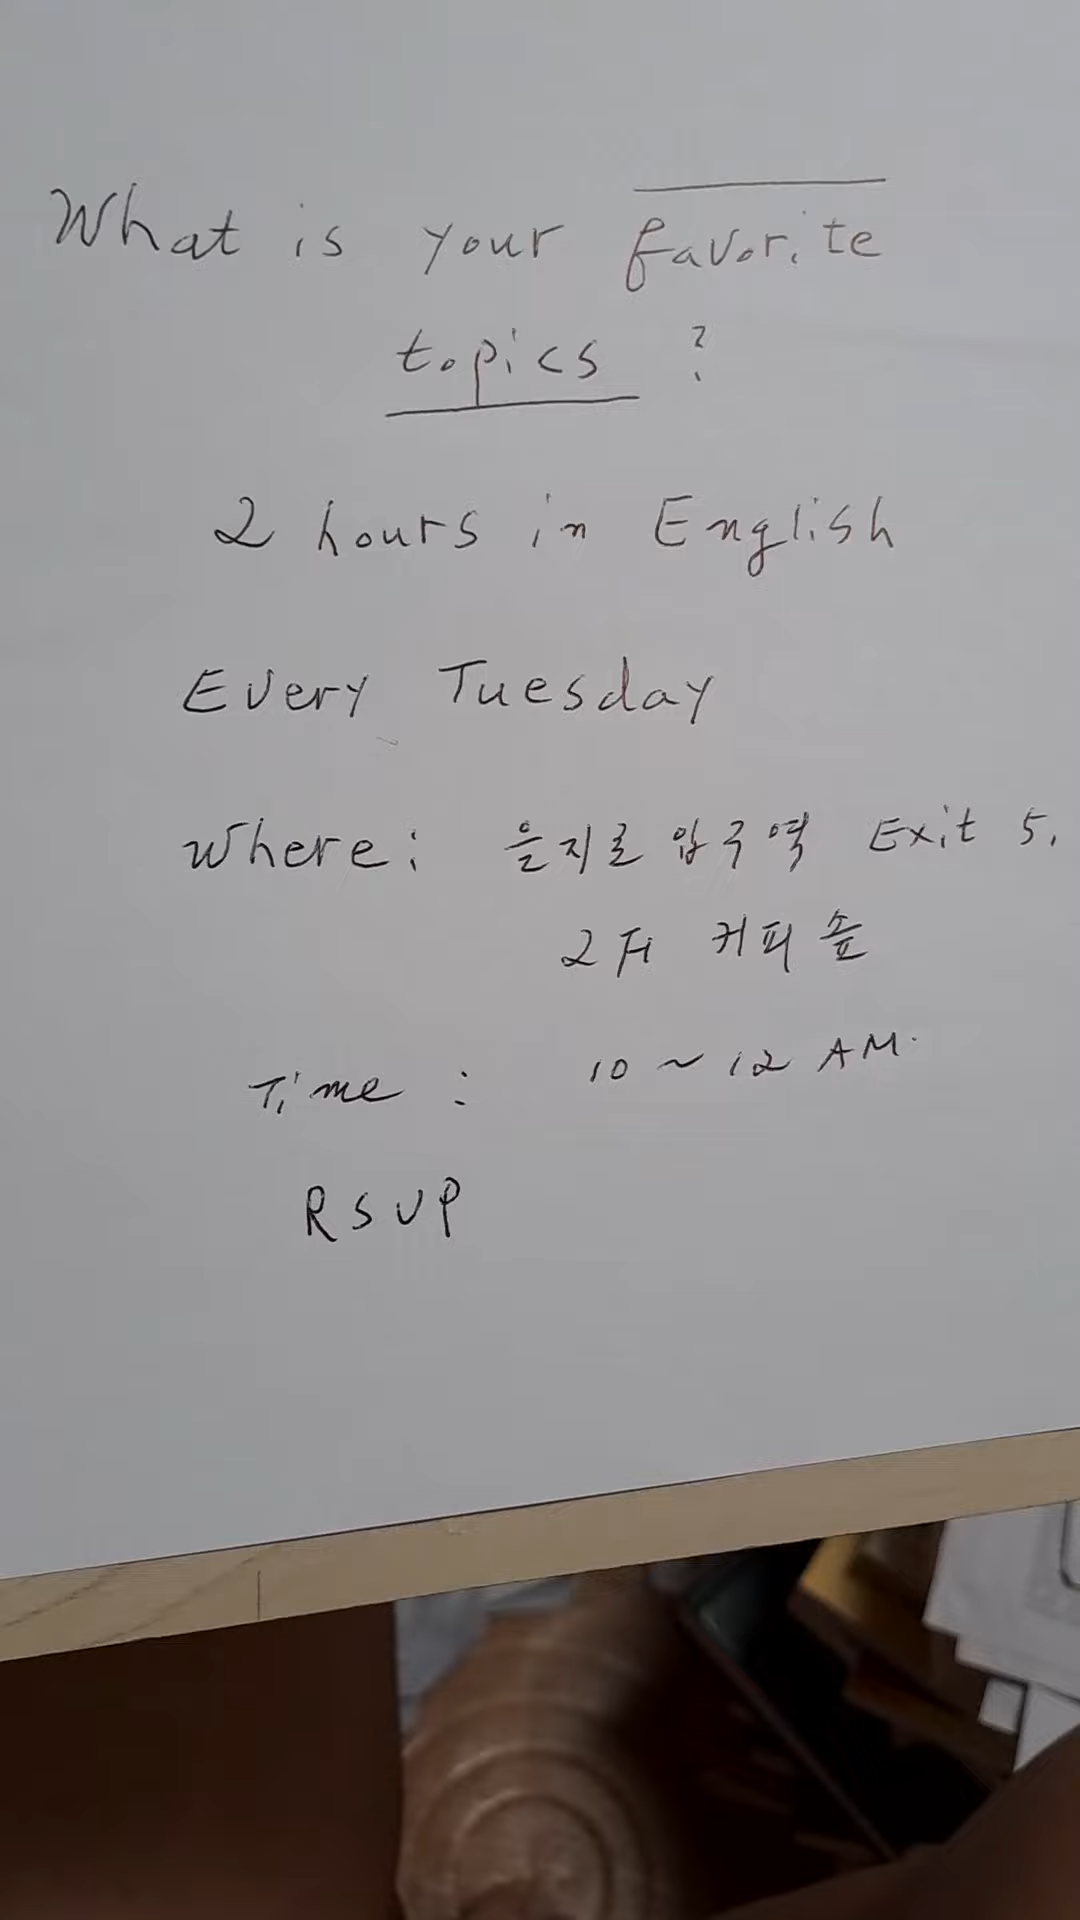 What is your favorite
topics ?
2 hours in English
Every Tuesday
Where: 을지로 입구역 Exit 5,
2Fl 커피숖
Time : 10 ~ 12 AM.
RSVP